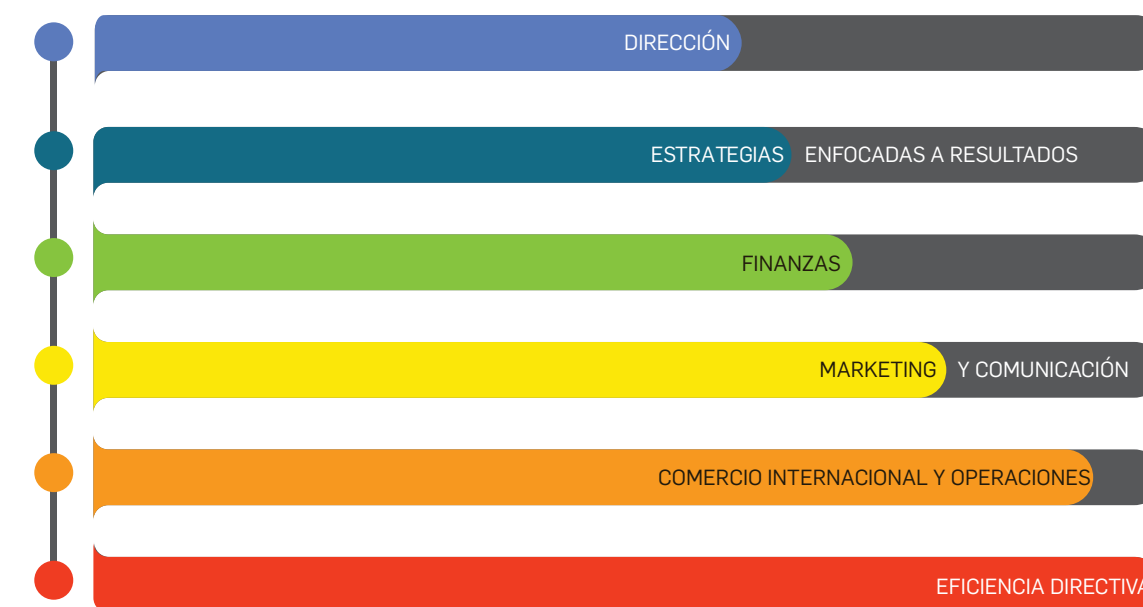 DIRECCIÓN
ESTRATEGIAS ENFOCADAS A RESULTADOS
FINANZAS
MARKETING Y COMUNICACIÓN
COMERCIO INTERNACIONAL Y OPERACIONES
EFICIENCIA DIRECTIVA